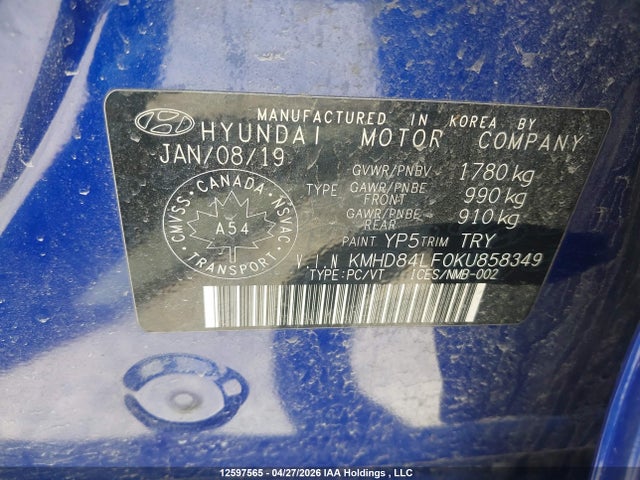 MANUFACTURED IN KOREA BY
HYUNDAI MOTOR COMPANY
JAN/08/19
GVWR/PNBV 1780 kg
TYPE GAWR/PNBE FRONT 990 kg
GAWR/PNBE REAR 910 kg
CMVSS · CANADA · NSVAC
A54
TRANSPORT
PAINT YP5 TRIM TRY
V.I.N KMHD84LF0KU858349
TYPE:PC/VT ICES/NMB-002
12597565 - 04/27/2026 IAA Holdings , LLC